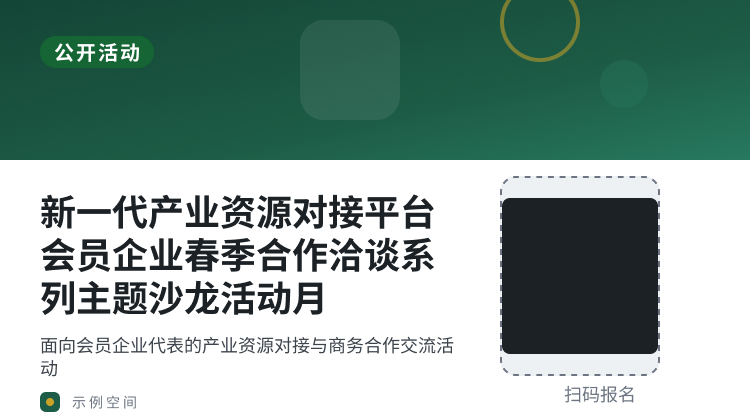 公开活动
新一代产业资源对接平台
会员企业春季合作洽谈系
列主题沙龙活动月
面向会员企业代表的产业资源对接与商务合作交流活
动
示例空间
扫码报名